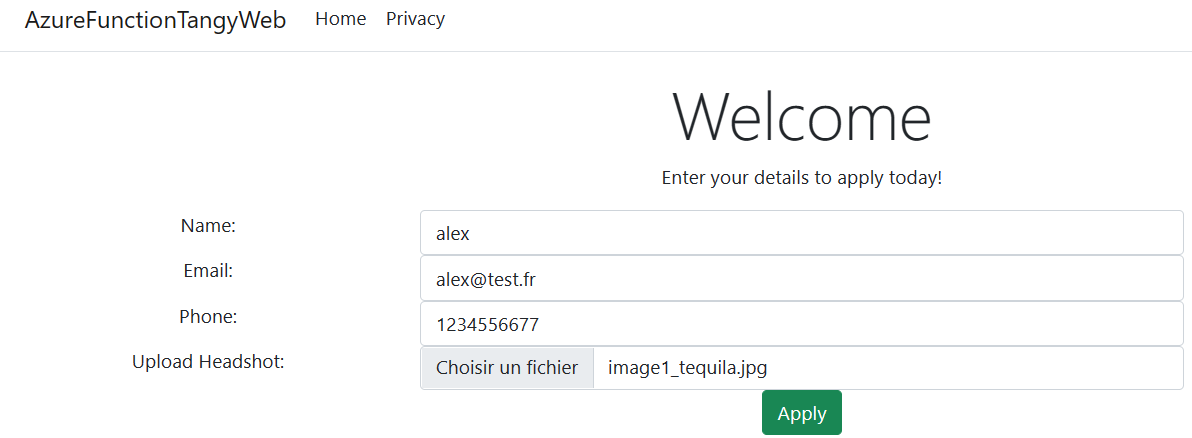 AzureFunctionTangyWeb Home Privacy
Welcome
Enter your details to apply today!
Name: alex
Email: alex@test.fr
Phone: 1234556677
Upload Headshot: Choisir un fichier image1_tequila.jpg
Apply